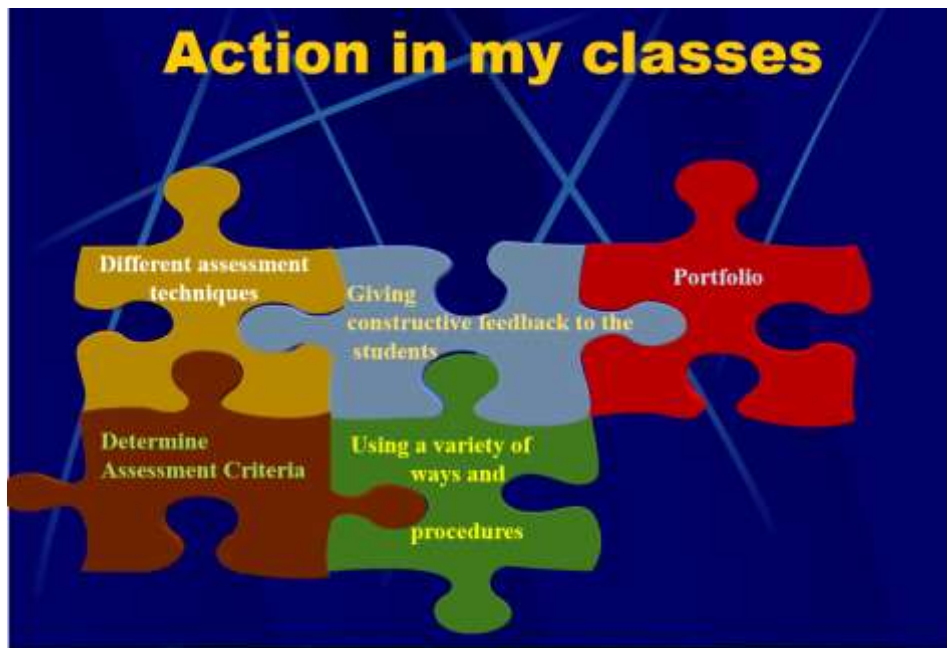 Action in my classes
Different assessment
techniques
Giving
constructive feedback to the
students
Portfolio
Determine
Assessment Criteria
Using a variety of
ways and
procedures